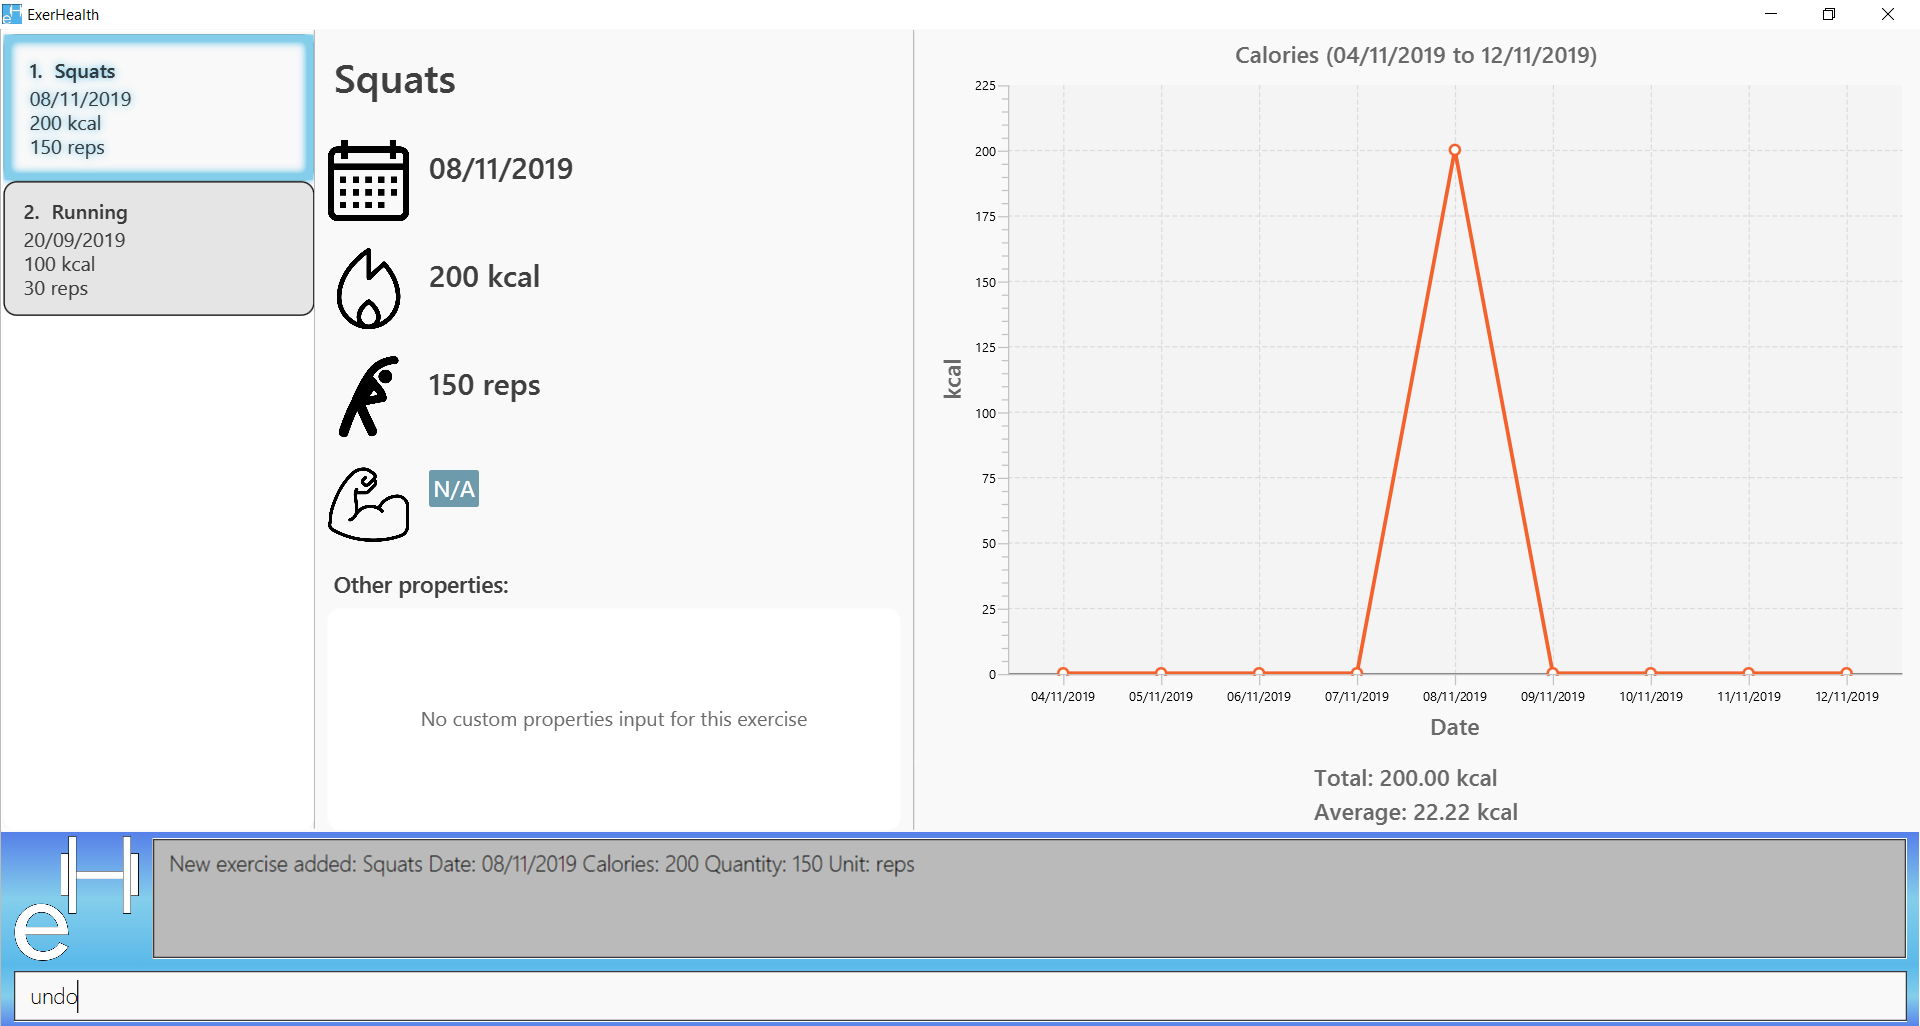 ExerHealth
1. Squats
08/11/2019
200 kcal
150 reps
2. Running
20/09/2019
100 kcal
30 reps
Squats
08/11/2019
200 kcal
150 reps
N/A
Other properties:
No custom properties input for this exercise
Calories (04/11/2019 to 12/11/2019)
225
200
175
150
125
100
75
50
25
0
kcal
04/11/2019 05/11/2019 06/11/2019 07/11/2019 08/11/2019 09/11/2019 10/11/2019 11/11/2019 12/11/2019
Date
Total: 200.00 kcal
Average: 22.22 kcal
eH
New exercise added: Squats Date: 08/11/2019 Calories: 200 Quantity: 150 Unit: reps
undo